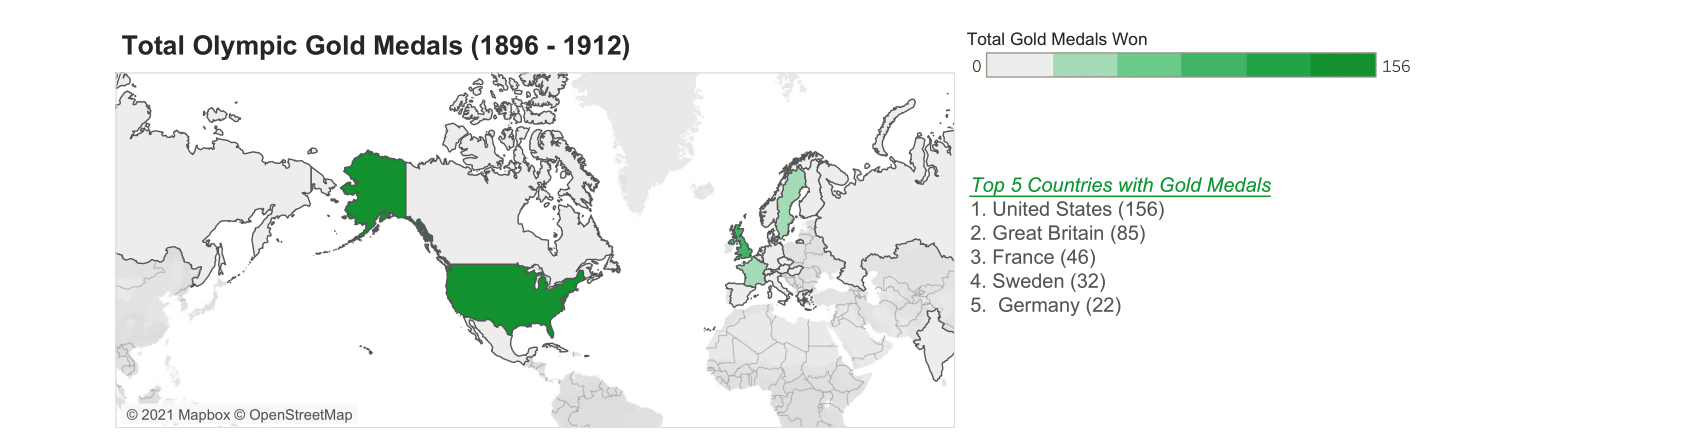 Total Olympic Gold Medals (1896 - 1912)
Total Gold Medals Won
0 156
Top 5 Countries with Gold Medals
1. United States (156)
2. Great Britain (85)
3. France (46)
4. Sweden (32)
5. Germany (22)
© 2021 Mapbox © OpenStreetMap